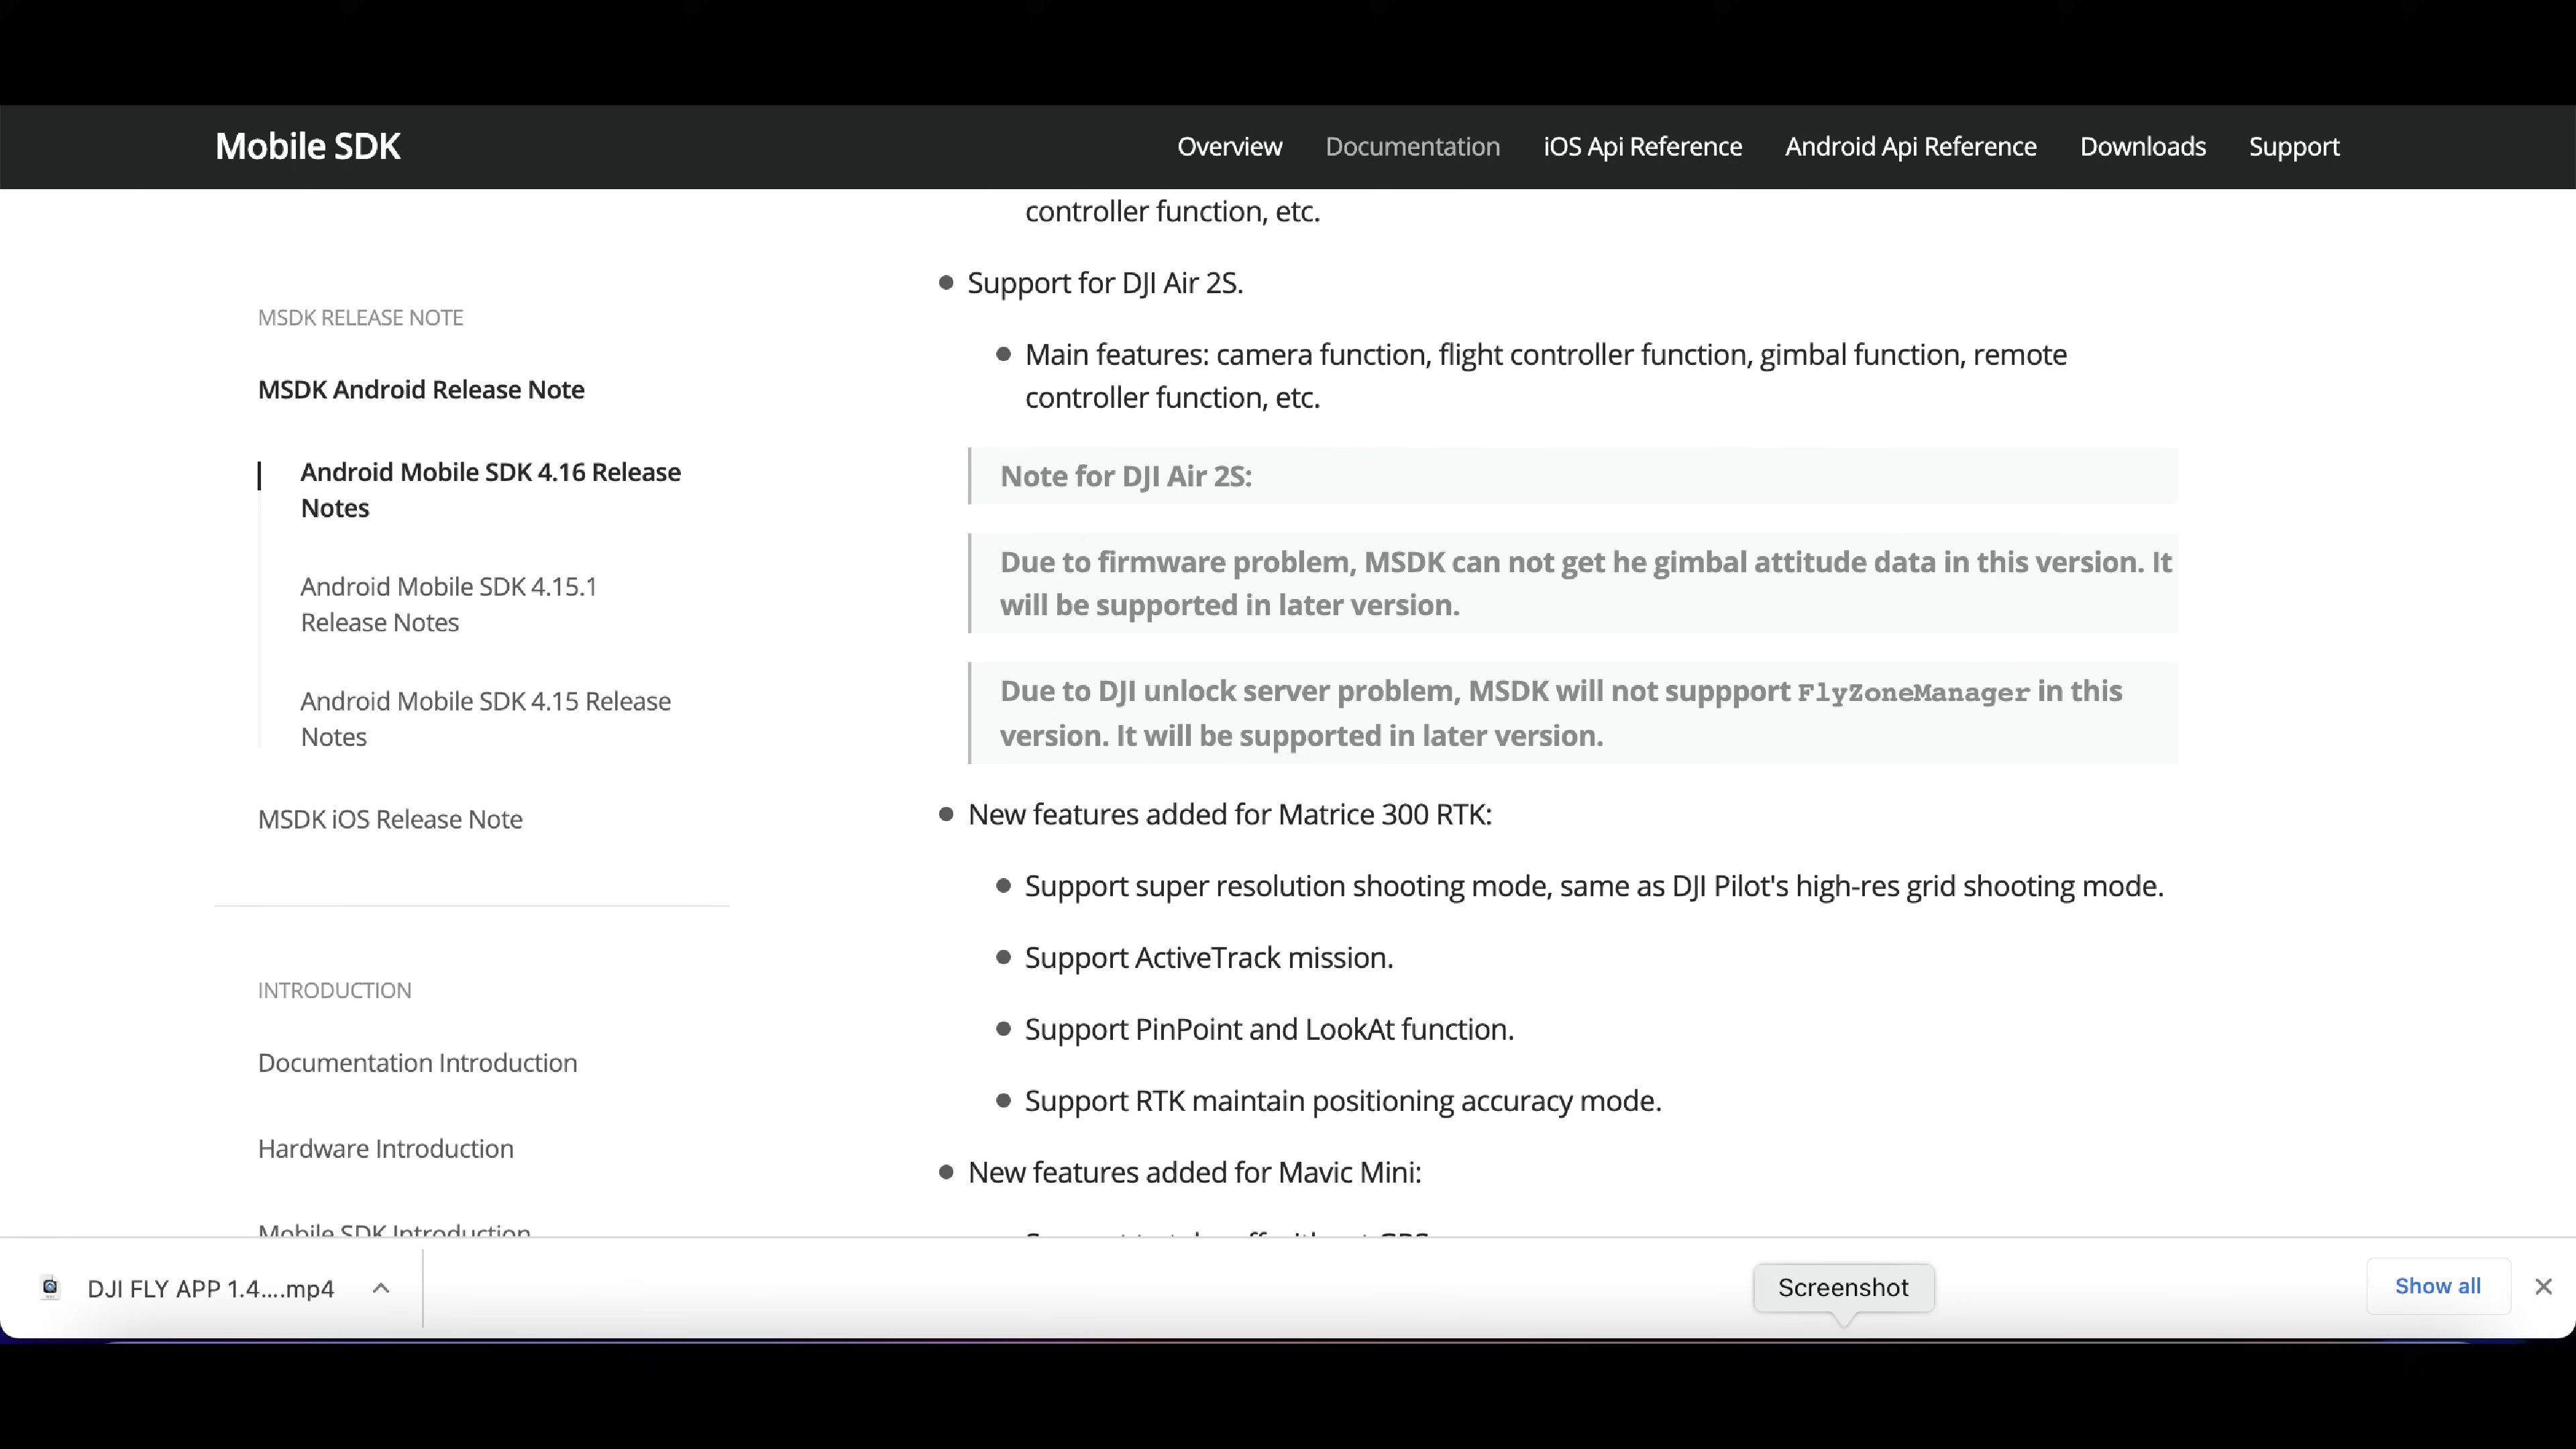 Mobile SDK
Overview
Documentation
iOS Api Reference
Android Api Reference
Downloads
Support
MSDK RELEASE NOTE
MSDK Android Release Note
Android Mobile SDK 4.16 Release
Notes
Android Mobile SDK 4.15.1
Release Notes
Android Mobile SDK 4.15 Release
Notes
MSDK iOS Release Note
INTRODUCTION
Documentation Introduction
Hardware Introduction
Mobile SDK Introduction
controller function, etc.
Support for DJI Air 2S.
Main features: camera function, flight controller function, gimbal function, remote
controller function, etc.
Note for DJI Air 2S:
Due to firmware problem, MSDK can not get he gimbal attitude data in this version. It
will be supported in later version.
Due to DJI unlock server problem, MSDK will not suppport FlyZoneManager in this
version. It will be supported in later version.
New features added for Matrice 300 RTK:
Support super resolution shooting mode, same as DJI Pilot's high-res grid shooting mode.
Support ActiveTrack mission.
Support PinPoint and LookAt function.
Support RTK maintain positioning accuracy mode.
New features added for Mavic Mini:
DJI FLY APP 1.4....mp4
Screenshot
Show all